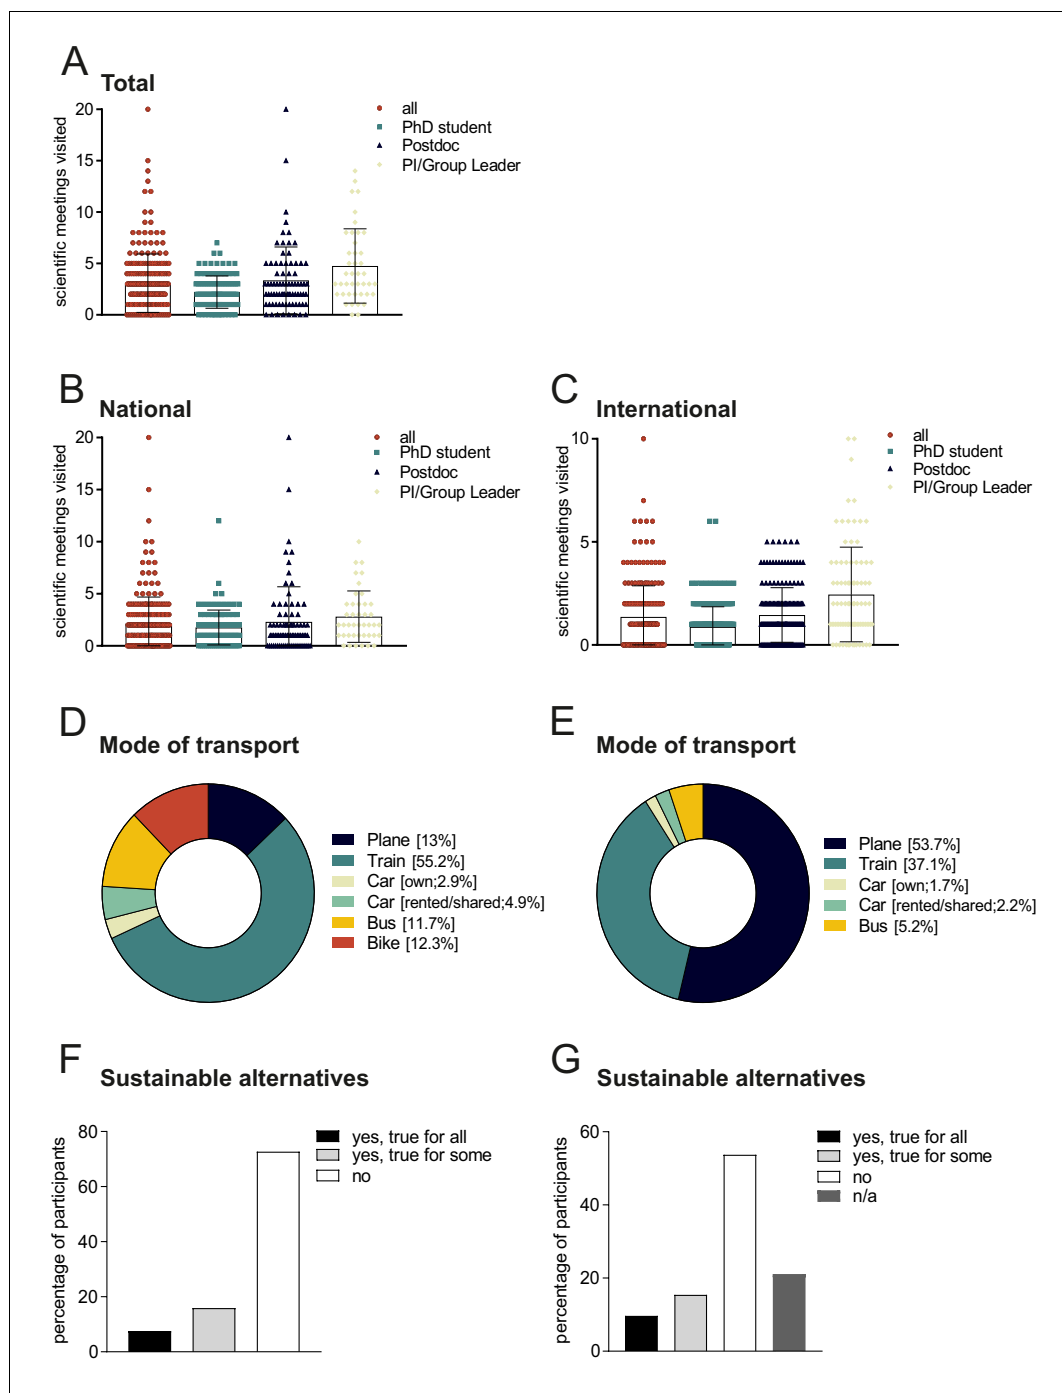 A
Total
scientific meetings visited
20
15
10
5
0
all
PhD student
Postdoc
PI/Group Leader
B
National
scientific meetings visited
20
15
10
5
0
all
PhD student
Postdoc
PI/Group Leader
C
International
scientific meetings visited
10
5
0
all
PhD student
Postdoc
PI/Group Leader
D
Mode of transport
Plane [13%]
Train [55.2%]
Car [own;2.9%]
Car [rented/shared;4.9%]
Bus [11.7%]
Bike [12.3%]
E
Mode of transport
Plane [53.7%]
Train [37.1%]
Car [own;1.7%]
Car [rented/shared;2.2%]
Bus [5.2%]
F
Sustainable alternatives
percentage of participants
80
60
40
20
0
yes, true for all
yes, true for some
no
G
Sustainable alternatives
percentage of participants
60
40
20
0
yes, true for all
yes, true for some
no
n/a